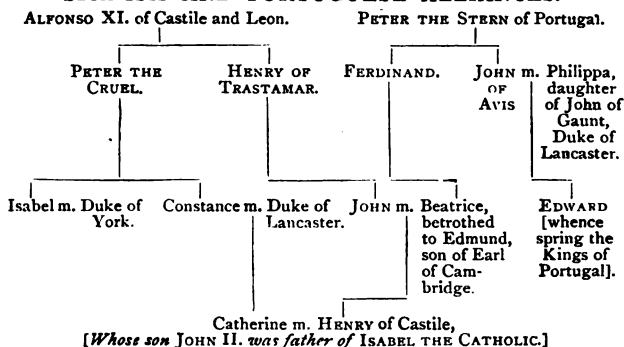 AND PORTUGUESE ALLIANCES.
ALFONSO XI. of Castile and Leon. PETER THE STERN of Portugal.
PETER THE CRUEL.
HENRY OF TRASTAMAR.
FERDINAND.
JOHN m. Philippa,
OF daughter
AVIS of John of
Gaunt,
Duke of
Lancaster.
Isabel m. Duke of
York.
Constance m. Duke of
Lancaster.
JOHN m. Beatrice,
betrothed
to Edmund,
son of Earl
of Cam-
bridge.
EDWARD
[whence
spring the
Kings of
Portugal].
Catherine m. HENRY of Castile,
[Whose son JOHN II. was father of ISABEL THE CATHOLIC.]